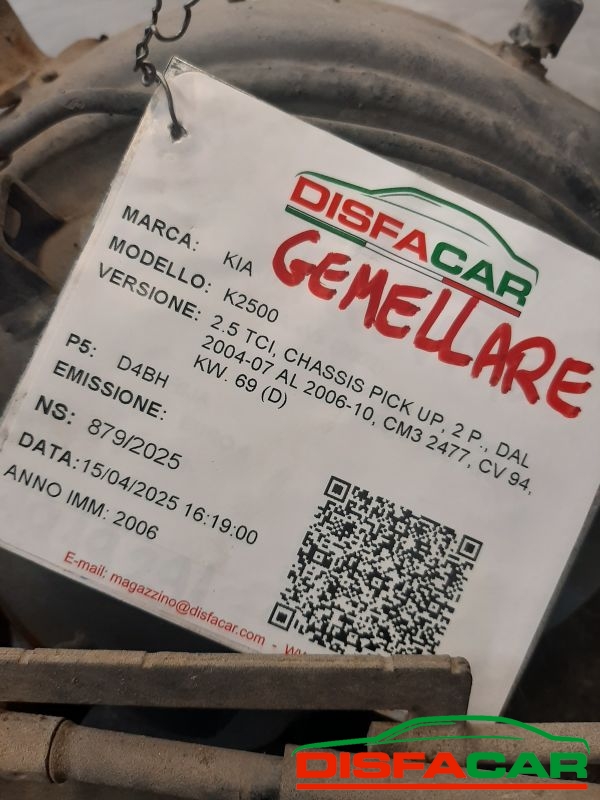 DISFACAR
GEMELLARE
MARCA: KIA
MODELLO: K2500
VERSIONE: 2.5 TCI, CHASSIS PICK UP, 2 P., DAL
2004-07 AL 2006-10, CM3 2477, CV 94,
KW. 69 (D)
P5: D4BH
EMISSIONE:
NS: 879/2025
DATA:15/04/2025 16:19:00
ANNO IMM: 2006
E-mail: magazzino@disfacar.com -
DISFACAR